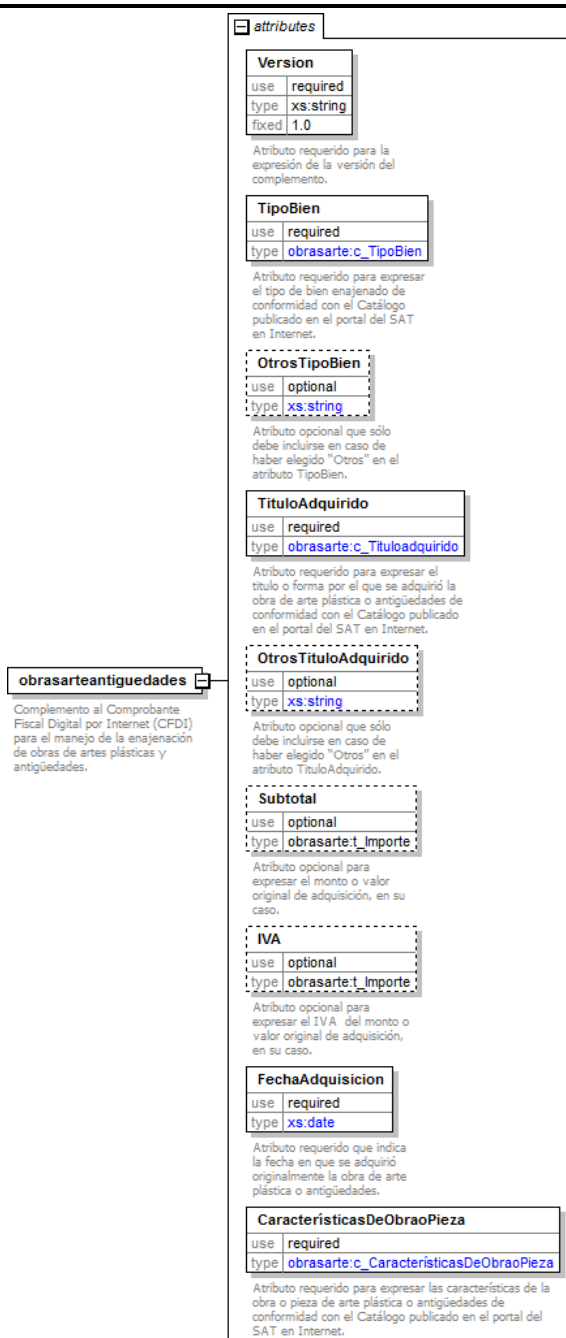 attributes
Version
use required
type xs:string
fixed 1.0
Atributo requerido para la
expresión de la versión del
complemento.
TipoBien
use required
type obrasarte:c_TipoBien
Atributo requerido para expresar
el tipo de bien enajenado de
conformidad con el Catálogo
publicado en el portal del SAT
en Internet.
OtrosTipoBien
use optional
type xs:string
Atributo opcional que sólo
debe incluirse en caso de
haber elegido "Otros" en el
atributo TipoBien.
TituloAdquirido
use required
type obrasarte:c_Tituloadquirido
Atributo requerido para expresar el
titulo o forma por el que se adquirió la
obra de arte plástica o antigüedades de
conformidad con el Catálogo publicado
en el portal del SAT en Internet.
OtrosTituloAdquirido
use optional
type xs:string
Atributo opcional que sólo
debe incluirse en caso de
haber elegido "Otros" en el
atributo TituloAdquirido.
obrasarteantiguedades
Complemento al Comprobante
Fiscal Digital por Internet (CFDI)
para el manejo de la enajenación
de obras de artes plásticas y
antigüedades.
Subtotal
use optional
type obrasarte:t_Importe
Atributo opcional para
expresar el monto o valor
original de adquisición, en su
caso.
IVA
use optional
type obrasarte:t_Importe
Atributo opcional para
expresar el IVA del monto o
valor original de adquisición,
en su caso.
FechaAdquisicion
use required
type xs:date
Atributo requerido que indica
la fecha en que se adquirió
originalmente la obra de arte
plástica o antigüedades.
CaracterísticasDeObraoPieza
use required
type obrasarte:c_CaracterísticasDeObraoPieza
Atributo requerido para expresar las características de la
obra o pieza de arte plástica o antigüedades de
conformidad con el Catálogo publicado en el portal del
SAT en Internet.